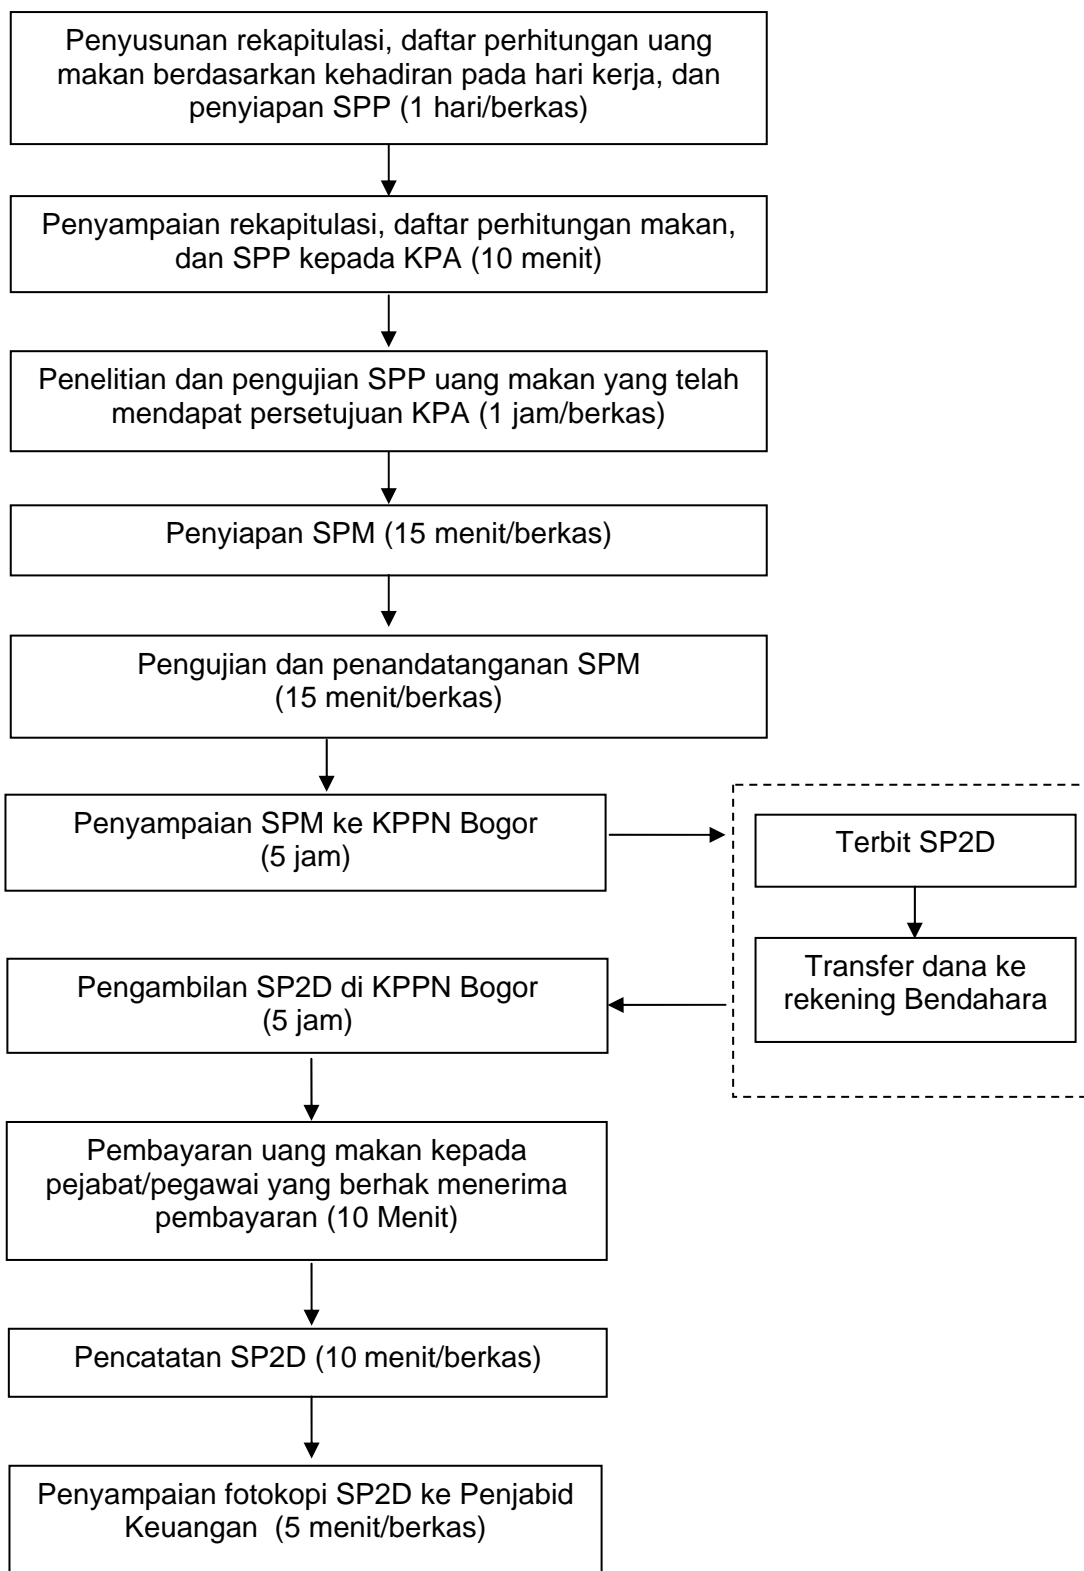 Penyusunan rekapitulasi, daftar perhitungan uang
makan berdasarkan kehadiran pada hari kerja, dan
penyiapan SPP (1 hari/berkas)
Penyampaian rekapitulasi, daftar perhitungan makan,
dan SPP kepada KPA (10 menit)
Penelitian dan pengujian SPP uang makan yang telah
mendapat persetujuan KPA (1 jam/berkas)
Penyiapan SPM (15 menit/berkas)
Pengujian dan penandatanganan SPM
(15 menit/berkas)
Penyampaian SPM ke KPPN Bogor
(5 jam)
Terbit SP2D
Transfer dana ke
rekening Bendahara
Pengambilan SP2D di KPPN Bogor
(5 jam)
Pembayaran uang makan kepada
pejabat/pegawai yang berhak menerima
pembayaran (10 Menit)
Pencatatan SP2D (10 menit/berkas)
Penyampaian fotokopi SP2D ke Penjabid
Keuangan  (5 menit/berkas)